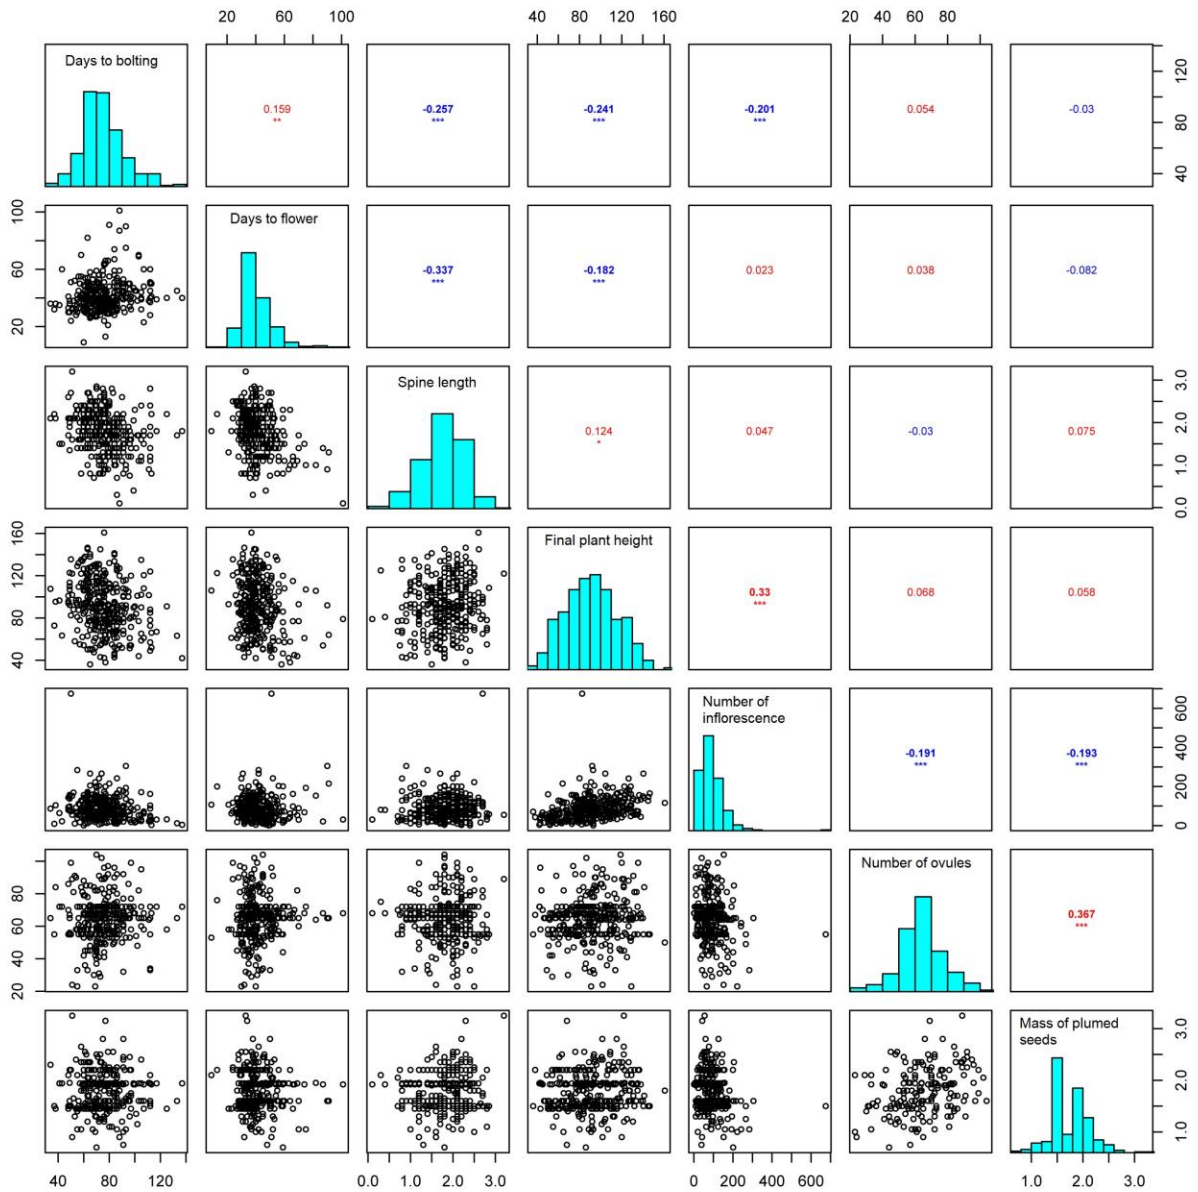 20 60 100 40 80 120 160 20 40 60 80
Days to bolting
0.159
**
-0.257
***
-0.241
***
-0.201
***
0.054
-0.03
40 80 120
20 60 100
Days to flower
-0.337
***
-0.182
***
0.023
0.038
-0.082
Spine length
0.124
*
0.047
-0.03
0.075
0.0 1.0 2.0 3.0
40 80 120 160
Final plant height
0.33
***
0.068
0.058
Number of
inflorescence
-0.191
***
-0.193
***
0 200 400 600
20 40 60 80
Number of ovules
0.367
***
Mass of plumed
seeds
1.0 2.0 3.0
40 80 120 0.0 1.0 2.0 3.0 0 200 400 600 1.0 2.0 3.0